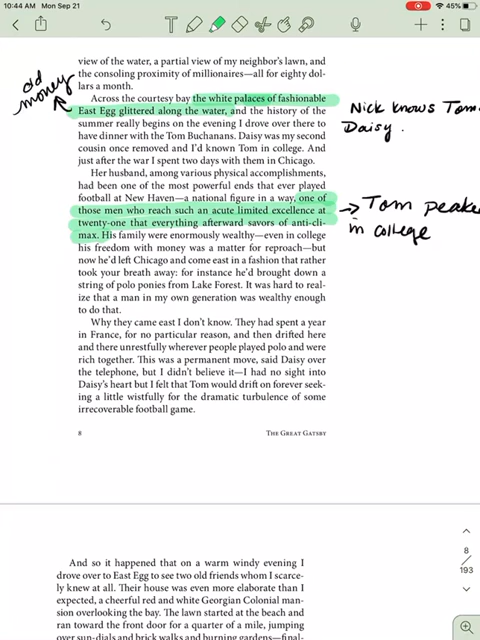 10:44 AM Mon Sep 21
45%
view of the water, a partial view of my neighbor's lawn, and
the consoling proximity of millionaires—all for eighty dol-
lars a month.
old
money
Across the courtesy bay the white palaces of fashionable
East Egg glittered along the water, and the history of the
summer really begins on the evening I drove over there to
have dinner with the Tom Buchanans. Daisy was my second
cousin once removed and I'd known Tom in college. And
just after the war I spent two days with them in Chicago.
Nick knows Tom
Daisy.
Her husband, among various physical accomplishments,
had been one of the most powerful ends that ever played
football at New Haven—a national figure in a way, one of
those men who reach such an acute limited excellence at
twenty-one that everything afterward savors of anti-cli-
max. His family were enormously wealthy—even in college
his freedom with money was a matter for reproach—but
now he'd left Chicago and come east in a fashion that rather
took your breath away: for instance he'd brought down a
string of polo ponies from Lake Forest. It was hard to real-
ize that a man in my own generation was wealthy enough
to do that.
→ Tom peake
in college
Why they came east I don't know. They had spent a year
in France, for no particular reason, and then drifted here
and there unrestfully wherever people played polo and were
rich together. This was a permanent move, said Daisy over
the telephone, but I didn't believe it—I had no sight into
Daisy's heart but I felt that Tom would drift on forever seek-
ing a little wistfully for the dramatic turbulence of some
irrecoverable football game.
8
The Great Gatsby
And so it happened that on a warm windy evening I
drove over to East Egg to see two old friends whom I scarce-
ly knew at all. Their house was even more elaborate than I
expected, a cheerful red and white Georgian Colonial man-
sion overlooking the bay. The lawn started at the beach and
ran toward the front door for a quarter of a mile, jumping
over sun-dials and brick walks and burning gardens—final-
8
193